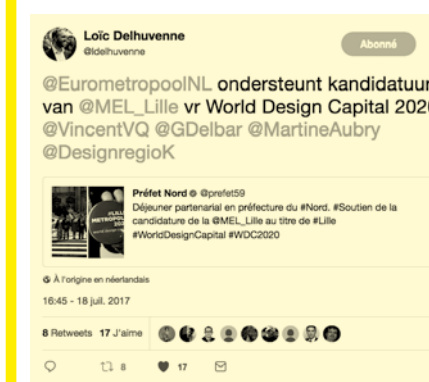 Loïc Delhuvenne
@ldelhuvenne
Abonné
@EurometropoolNL ondersteunt kandidatuur
van @MEL_Lille vr World Design Capital 202
@VincentVQ @GDelbar @MartineAubry
@DesignregioK
Préfet Nord @prefet59
Déjeuner partenarial en préfecture du #Nord. #Soutien de la
candidature de la @MEL_Lille au titre de #Lille
#WorldDesignCapital #WDC2020
À l'origine en néerlandais
16:45 - 18 juil. 2017
8 Retweets 17 J'aime
8 17